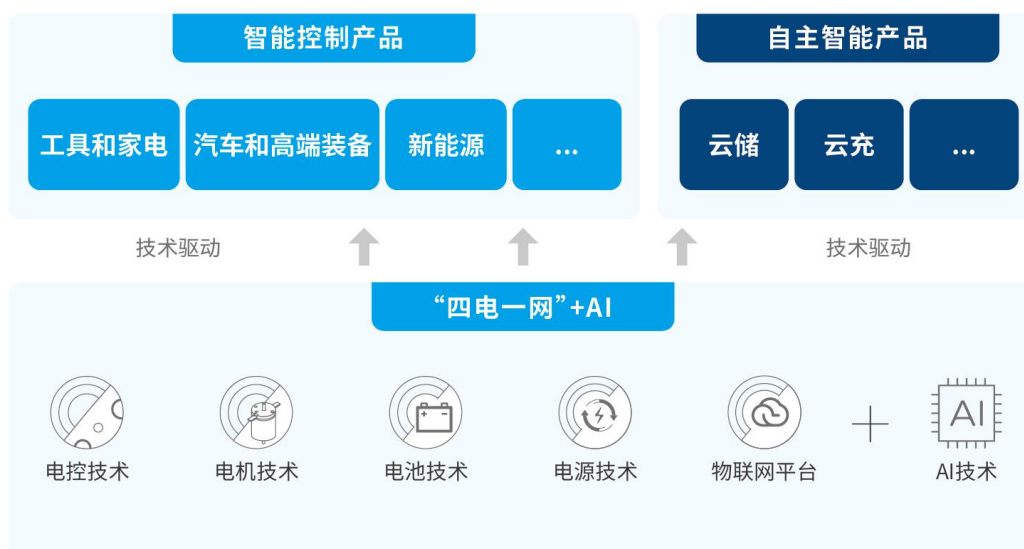 智能控制产品
自主智能产品
工具和家电
汽车和高端装备
新能源
...
云储
云充
...
技术驱动
技术驱动
“四电一网”+AI
AI
电控技术
电机技术
电池技术
电源技术
物联网平台
AI技术